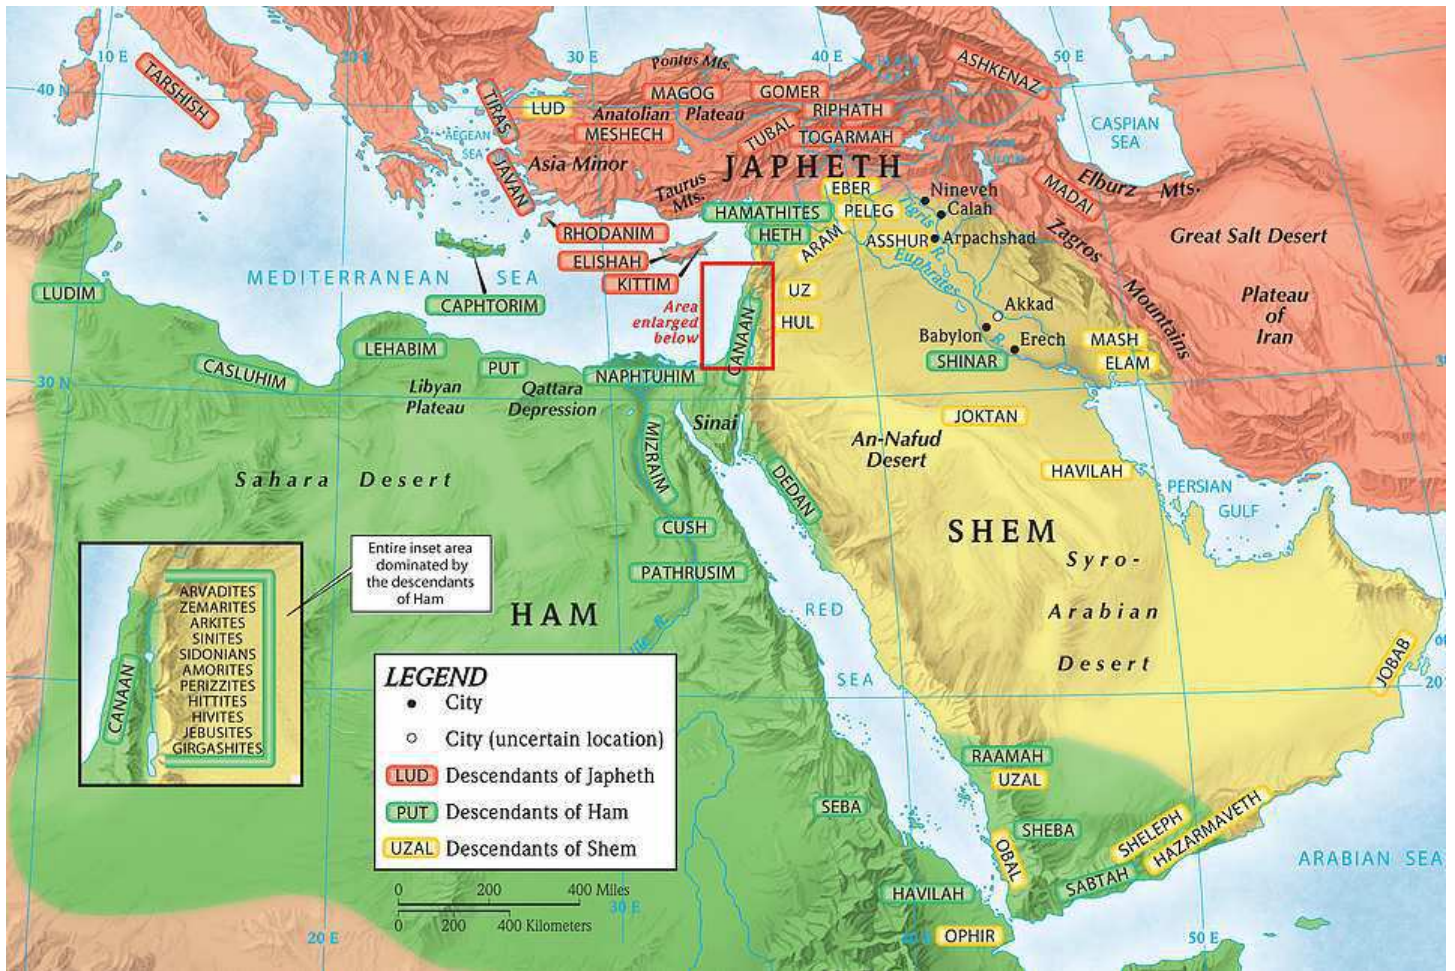 10 E
20 E
30 E
40 E
50 E
40 N
TARSHISH
TIRAS
LUD
Pontus Mts.
MAGOG
GOMER
ASHKENAZ
Anatolian Plateau
RIPHATH
MESHECH
TUBAL
TOGARMAH
CASPIAN
SEA
AEGEAN
SEA
JAVAN
Asia Minor
JAPHETH
Taurus
Mts.
EBER
Nineveh
Elburz Mts.
MADAI
HAMATHITES
PELEG
Tigris R.
Calah
RHODANIM
HETH
ARAM
ASSHUR
Arpachshad
Zagros
Mountains
Great Salt Desert
ELISHAH
Euphrates R.
MEDITERRANEAN SEA
KITTIM
LUDIM
CAPHTORIM
Area
enlarged
below
UZ
Akkad
Plateau
of
Iran
CANAAN
HUL
Babylon
Erech
MASH
LEHABIM
SHINAR
ELAM
CASLUHIM
PUT
NAPHTUHIM
30 N
Libyan
Plateau
Qattara
Depression
Sinai
JOKTAN
An-Nafud
Desert
MIZRAIM
HAVILAH
Sahara Desert
DEDAN
PERSIAN
GULF
CUSH
SHEM
PATHRUSIM
Syro-
Arabian
Desert
HAM
RED
SEA
JOBAB
20
Entire inset area
dominated by
the descendants
of Ham
ARVADITES
ZEMARITES
ARKITES
SINITES
SIDONIANS
AMORITES
PERIZZITES
HITTITES
HIVITES
JEBUSITES
GIRGASHITES
CANAAN
LEGEND
City
City (uncertain location)
LUD Descendants of Japheth
PUT Descendants of Ham
UZAL Descendants of Shem
0 200 400 Miles
0 200 400 Kilometers
RAAMAH
UZAL
SEBA
SHEBA
SHELEPH
HAZARMAVETH
OBAL
SABTAH
ARABIAN SEA
HAVILAH
OPHIR
20 E
30 E
50 E